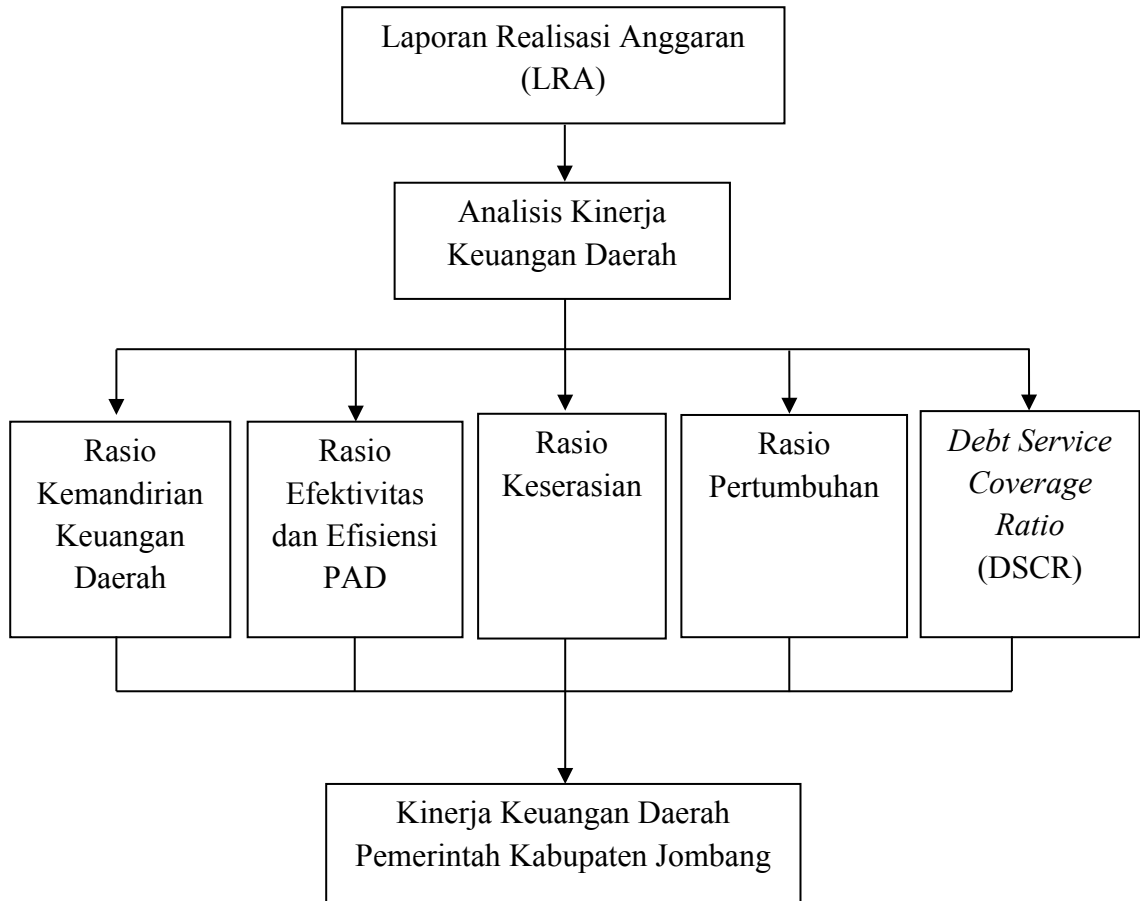 Laporan Realisasi Anggaran
(LRA)
Analisis Kinerja
Keuangan Daerah
Rasio
Kemandirian
Keuangan
Daerah
Rasio
Efektivitas
dan Efisiensi
PAD
Rasio
Keserasian
Rasio
Pertumbuhan
Debt Service
Coverage
Ratio
(DSCR)
Kinerja Keuangan Daerah
Pemerintah Kabupaten Jombang